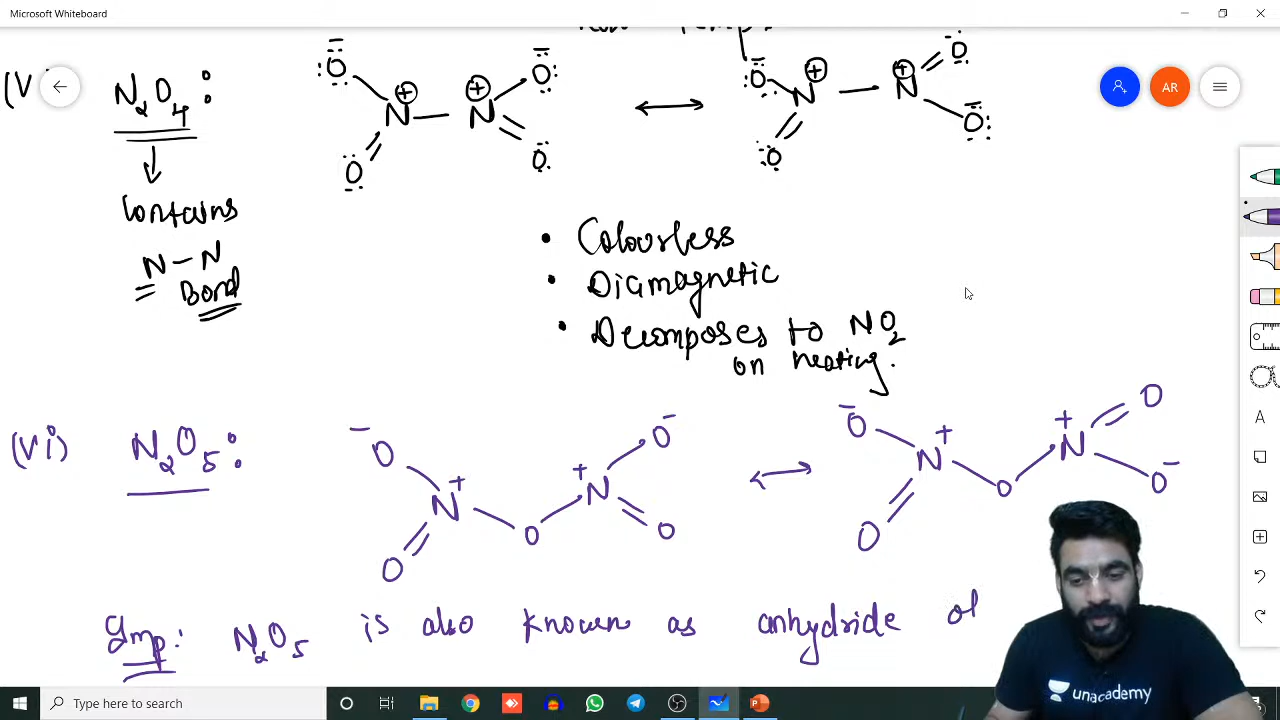 Microsoft Whiteboard
(V
N2O4 :
Contains
N - N
Bond
:Ö N⊕ - N⊕ Ö: O O ↔ :Ö N⊕ - N⊕ O O Ö:
• Colourless
• Diamagnetic
• Decomposes to NO2
on heating.
AR
A
(Vi) N2O5 :
-O N+ O O N+ O- O ↔ -O N+ O O N+ O O-
Imp: N2O5 is also known as anhydride of
unacademy
Type here to search